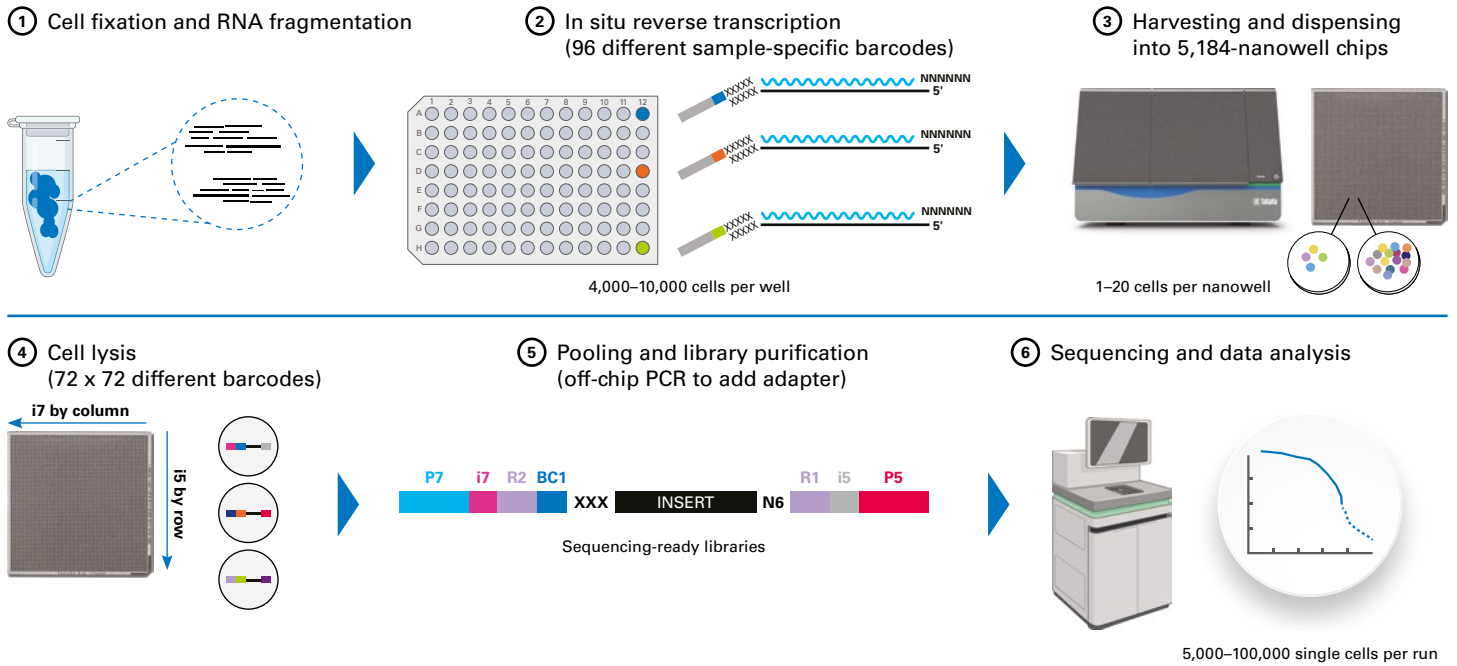 1 Cell fixation and RNA fragmentation
2 In situ reverse transcription
(96 different sample-specific barcodes)
1 2 3 4 5 6 7 8 9 10 11 12
A
B
C
D
E
F
G
H
XXXXX
XXXXX
NNNNNN
5'
XXXXX
XXXXX
NNNNNN
5'
XXXXX
XXXXX
NNNNNN
5'
4,000–10,000 cells per well
3 Harvesting and dispensing
into 5,184-nanowell chips
Takara
1–20 cells per nanowell
4 Cell lysis
(72 x 72 different barcodes)
i7 by column
i5 by row
5 Pooling and library purification
(off-chip PCR to add adapter)
P7 i7 R2 BC1 XXX INSERT N6 R1 i5 P5
Sequencing-ready libraries
6 Sequencing and data analysis
5,000–100,000 single cells per run